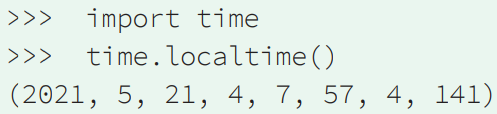 >>>  import time
>>>  time.localtime()
(2021, 5, 21, 4, 7, 57, 4, 141)